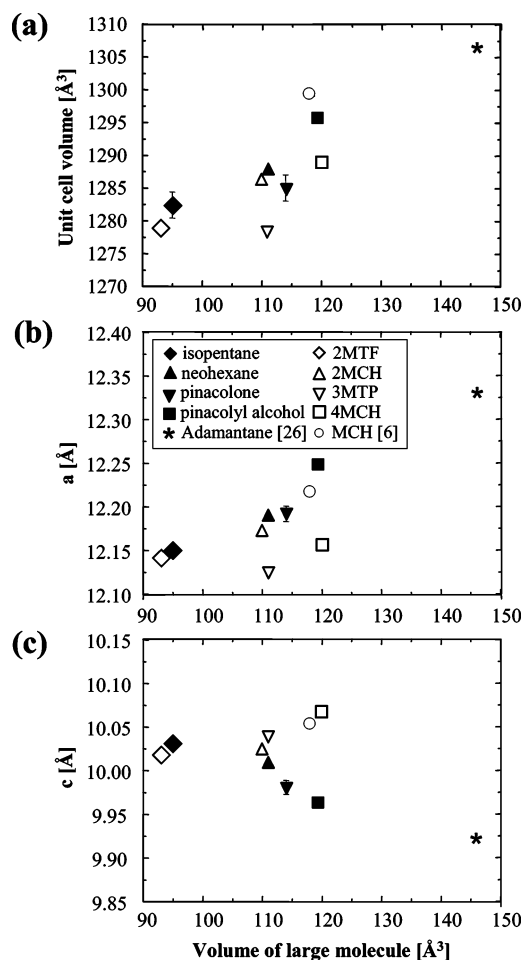 (a)
Unit cell volume [Å³]
1310
1305
1300
1295
1290
1285
1280
1275
1270
90 100 110 120 130 140 150
(b)
a [Å]
12.40
12.35
12.30
12.25
12.20
12.15
12.10
isopentane 2MTF
neohexane 2MCH
pinacolone 3MTP
pinacolyl alcohol 4MCH
Adamantane [26] MCH [6]
90 100 110 120 130 140 150
(c)
c [Å]
10.15
10.10
10.05
10.00
9.95
9.90
9.85
90 100 110 120 130 140 150
Volume of large molecule [Å³]